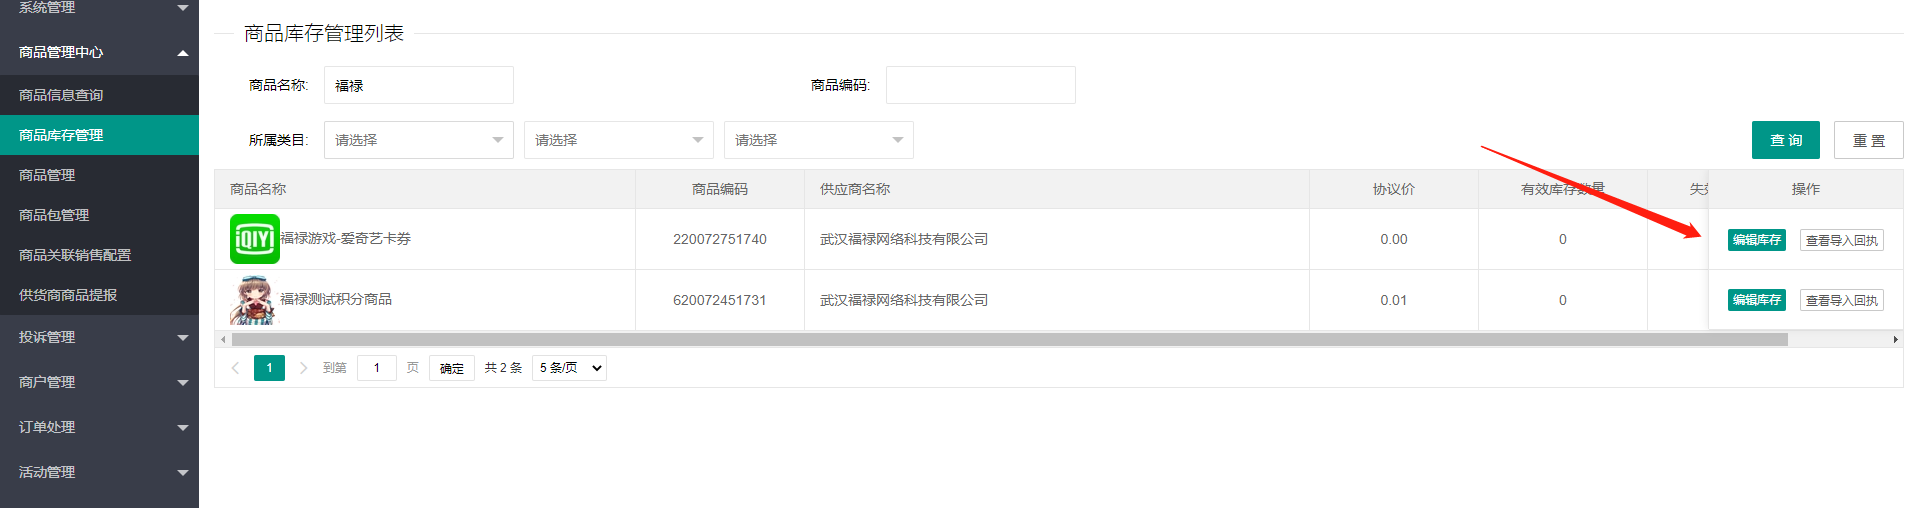 系统管理
商品管理中心
商品信息查询
商品库存管理
商品管理
商品包管理
商品关联销售配置
供货商商品提报
投诉管理
商户管理
订单处理
活动管理
商品库存管理列表
商品名称: 福禄 商品编码:
所属类目: 请选择 请选择 请选择 查 询 重 置
商品名称 商品编码 供应商名称 协议价 有效库存数量 失 操作
iQIYI 福禄游戏-爱奇艺卡券 220072751740 武汉福禄网络科技有限公司 0.00 0 编辑库存 查看导入回执
福禄测试积分商品 620072451731 武汉福禄网络科技有限公司 0.01 0 编辑库存 查看导入回执
1 到第 1 页 确定 共 2 条 5 条/页